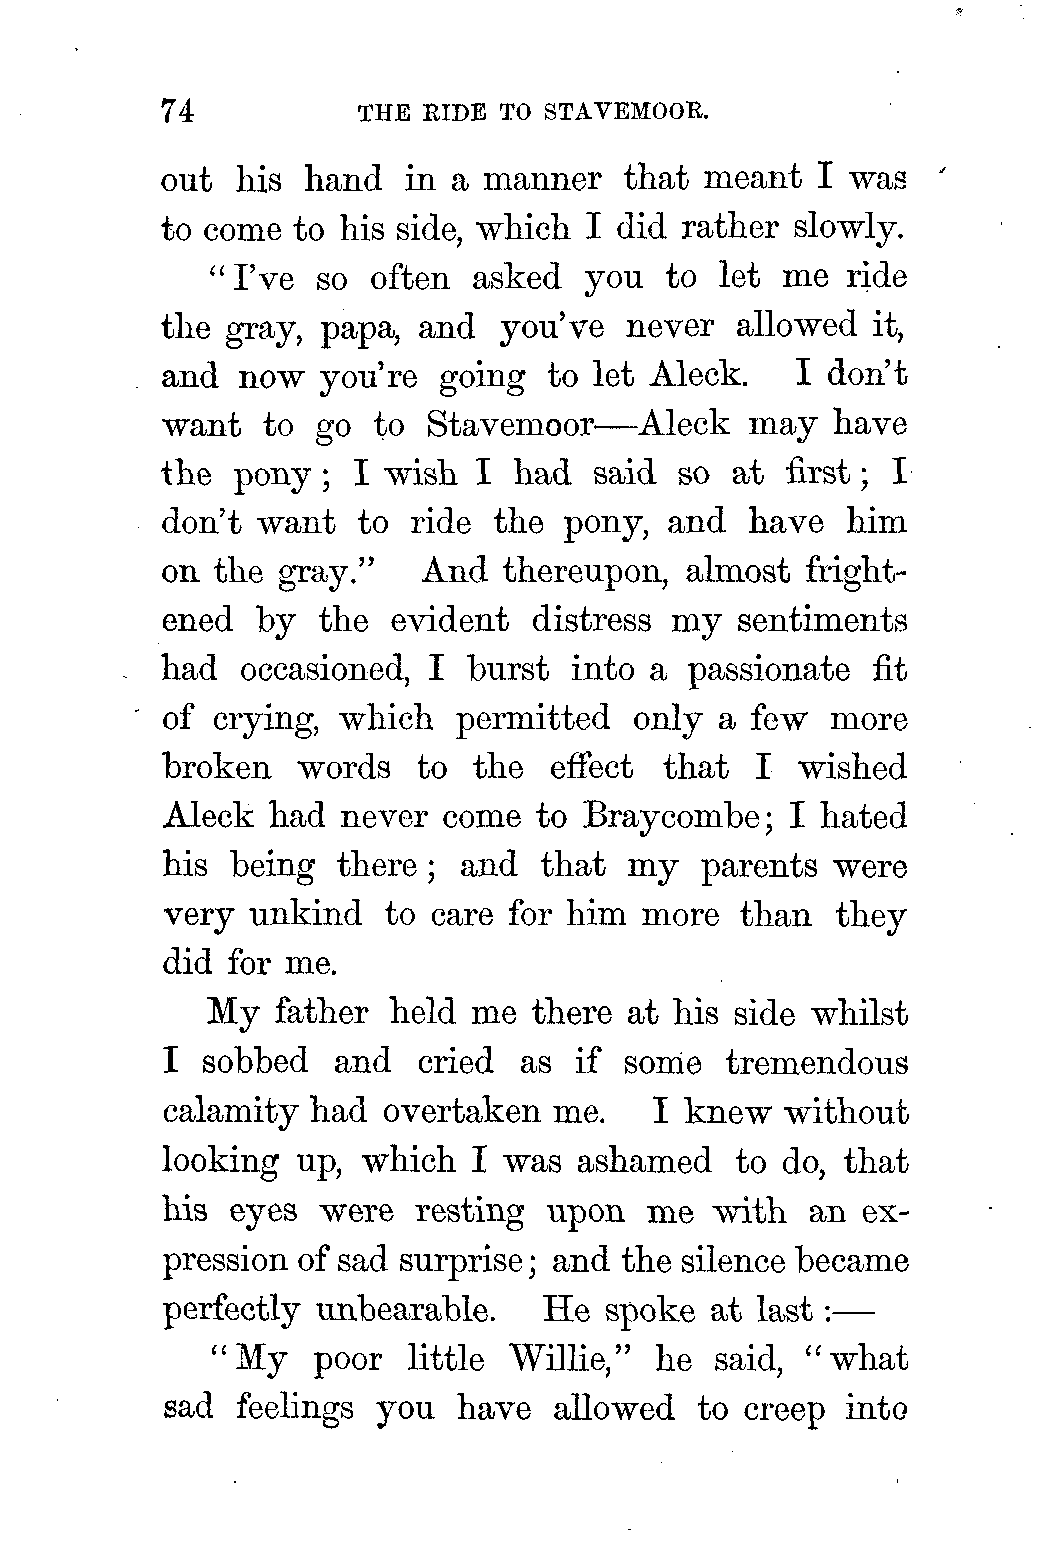 74 THE RIDE TO STAVEMOOR.
out his hand in a manner that meant I was
to come to his side, which I did rather slowly.
“I’ve so often asked you to let me ride
the gray, papa, and you’ve never allowed it,
and now you’re going to let Aleck. I don’t
want to go to Stavemoor—Aleck may have
the pony; I wish I had said so at first; I
don’t want to ride the pony, and have him
on the gray.” And thereupon, almost fright-
ened by the evident distress my sentiments
had occasioned, I burst into a passionate fit
of crying, which permitted only a few more
broken words to the effect that I wished
Aleck had never come to Braycombe; I hated
his being there; and that my parents were
very unkind to care for him more than they
did for me.
My father held me there at his side whilst
I sobbed and cried as if some tremendous
calamity had overtaken me. I knew without
looking up, which I was ashamed to do, that
his eyes were resting upon me with an ex-
pression of sad surprise; and the silence became
perfectly unbearable. He spoke at last:—
“My poor little Willie,” he said, “what
sad feelings you have allowed to creep into